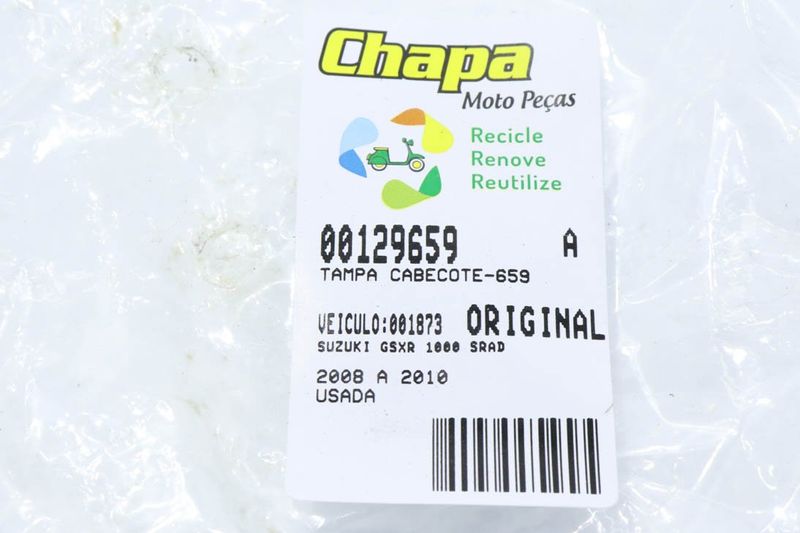 Chapa
Moto Peças
Recicle
Renove
Reutilize
00129659 A
TAMPA CABECOTE-659
VEICULO:001873 ORIGINAL
SUZUKI GSXR 1000 SRAD
2008 A 2010
USADA